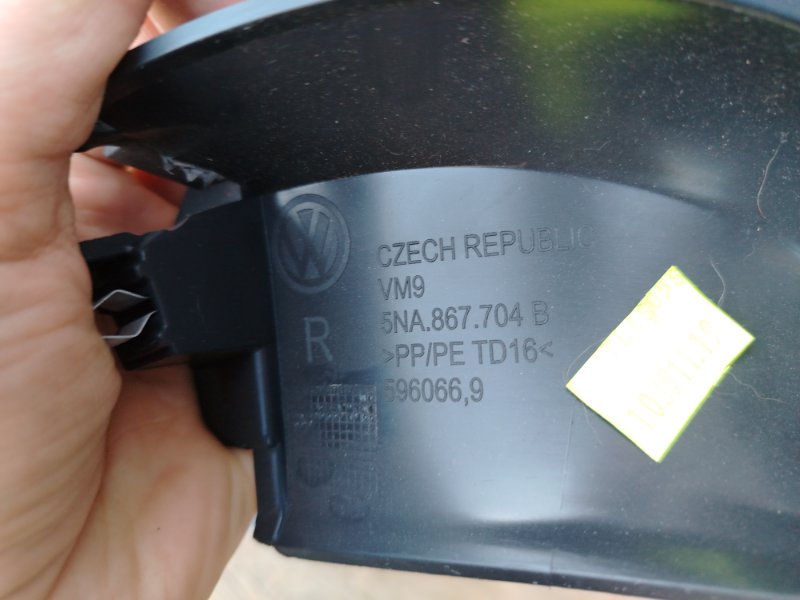 CZECH REPUBLIC
VM9
5NA.867.704 B
R
>PP/PE TD16<
596066,9